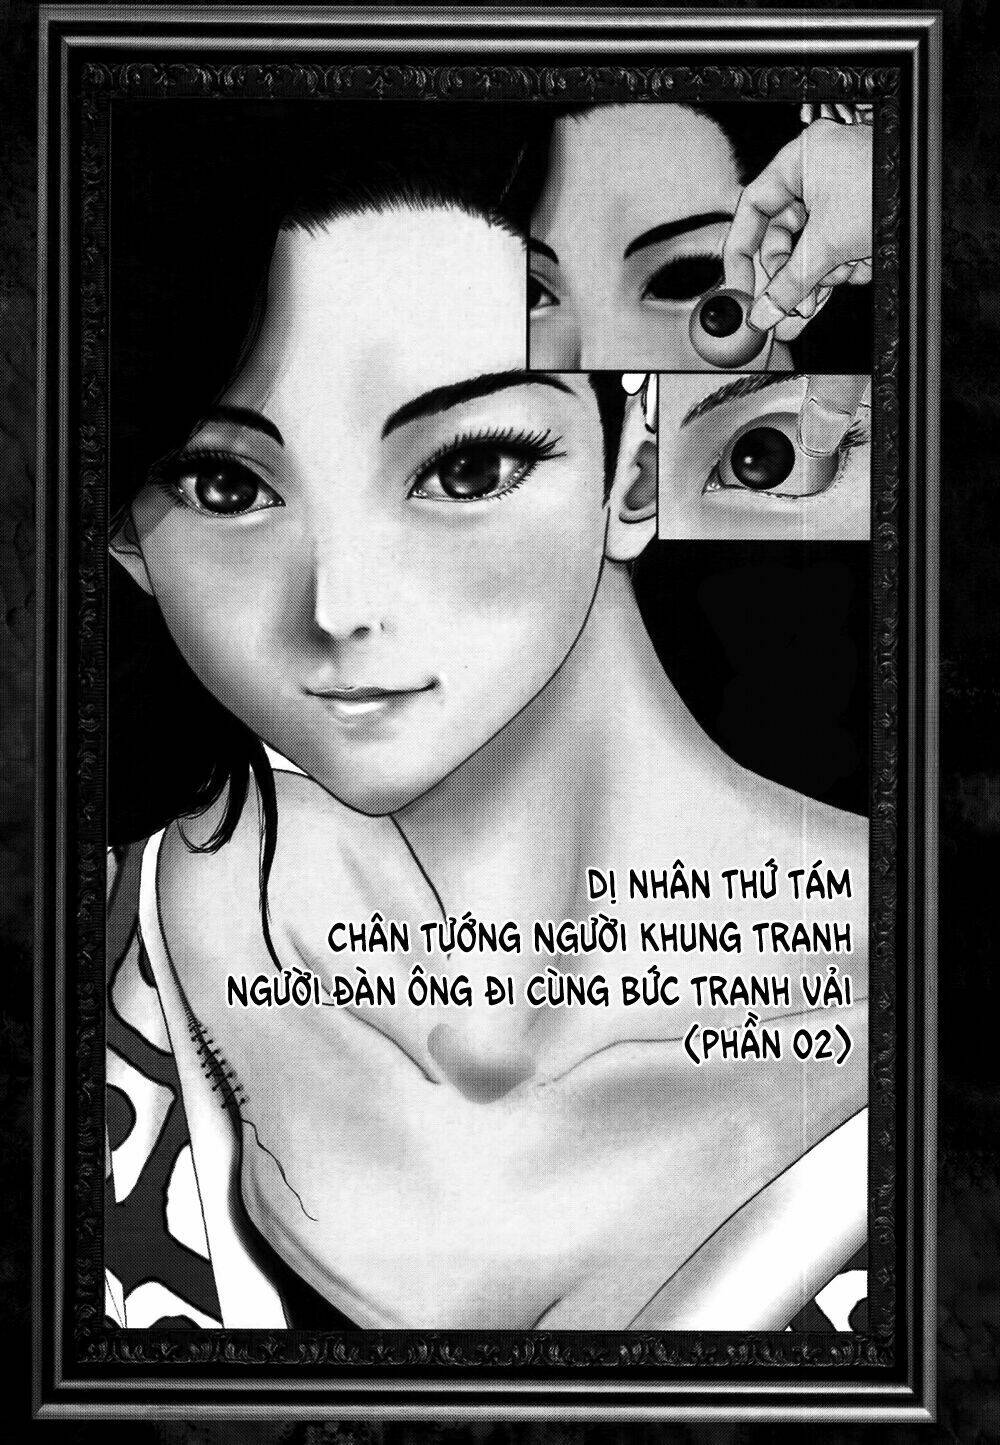 DỊ NHÂN THỨ TÁM
CHÂN TƯỚNG NGƯỜI KHUNG TRANH
NGƯỜI ĐÀN ÔNG ĐI CÙNG BỨC TRANH VẢI
(PHẦN 02)